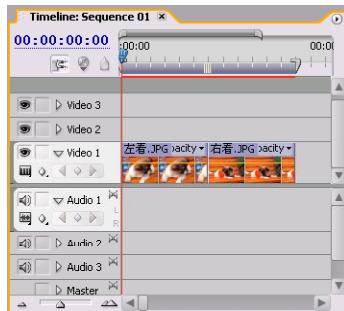 Timeline: Sequence 01
00:00:00:00
:00:00
00:0
Video 3
Video 2
Video 1
左看.JPG pacity
右看.JPG pacity
Audio 1
L
R
Audio 2
Audio 3
Master